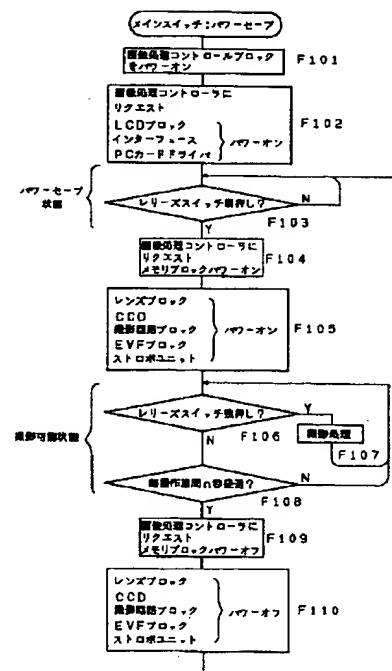 メインスイッチ:パワーセーブ
画像処理コントロールブロック
をパワーオン
F101
画像処理コントローラに
リクエスト
LCDブロック
インターフェース
PCカードドライバ
パワーオン
F102
パワーセーブ
状態
レリーズスイッチ横押し?
N
Y
F103
F104
画像処理コントローラに
リクエスト
メモリブロックパワーオン
レンズブロック
CCD
撮影回路ブロック
EVFブロック
ストロボユニット
パワーオン
F105
撮影可能状態
レリーズスイッチ
押し?
Y
N
F106
撮影処理
F107
無操作期間n秒経過?
N
Y
F108
画像処理コントローラに
リクエスト
メモリブロックパワーオフ
F109
レンズブロック
CCD
撮影回路ブロック
EVFブロック
ストロボユニット
パワーオフ
F110